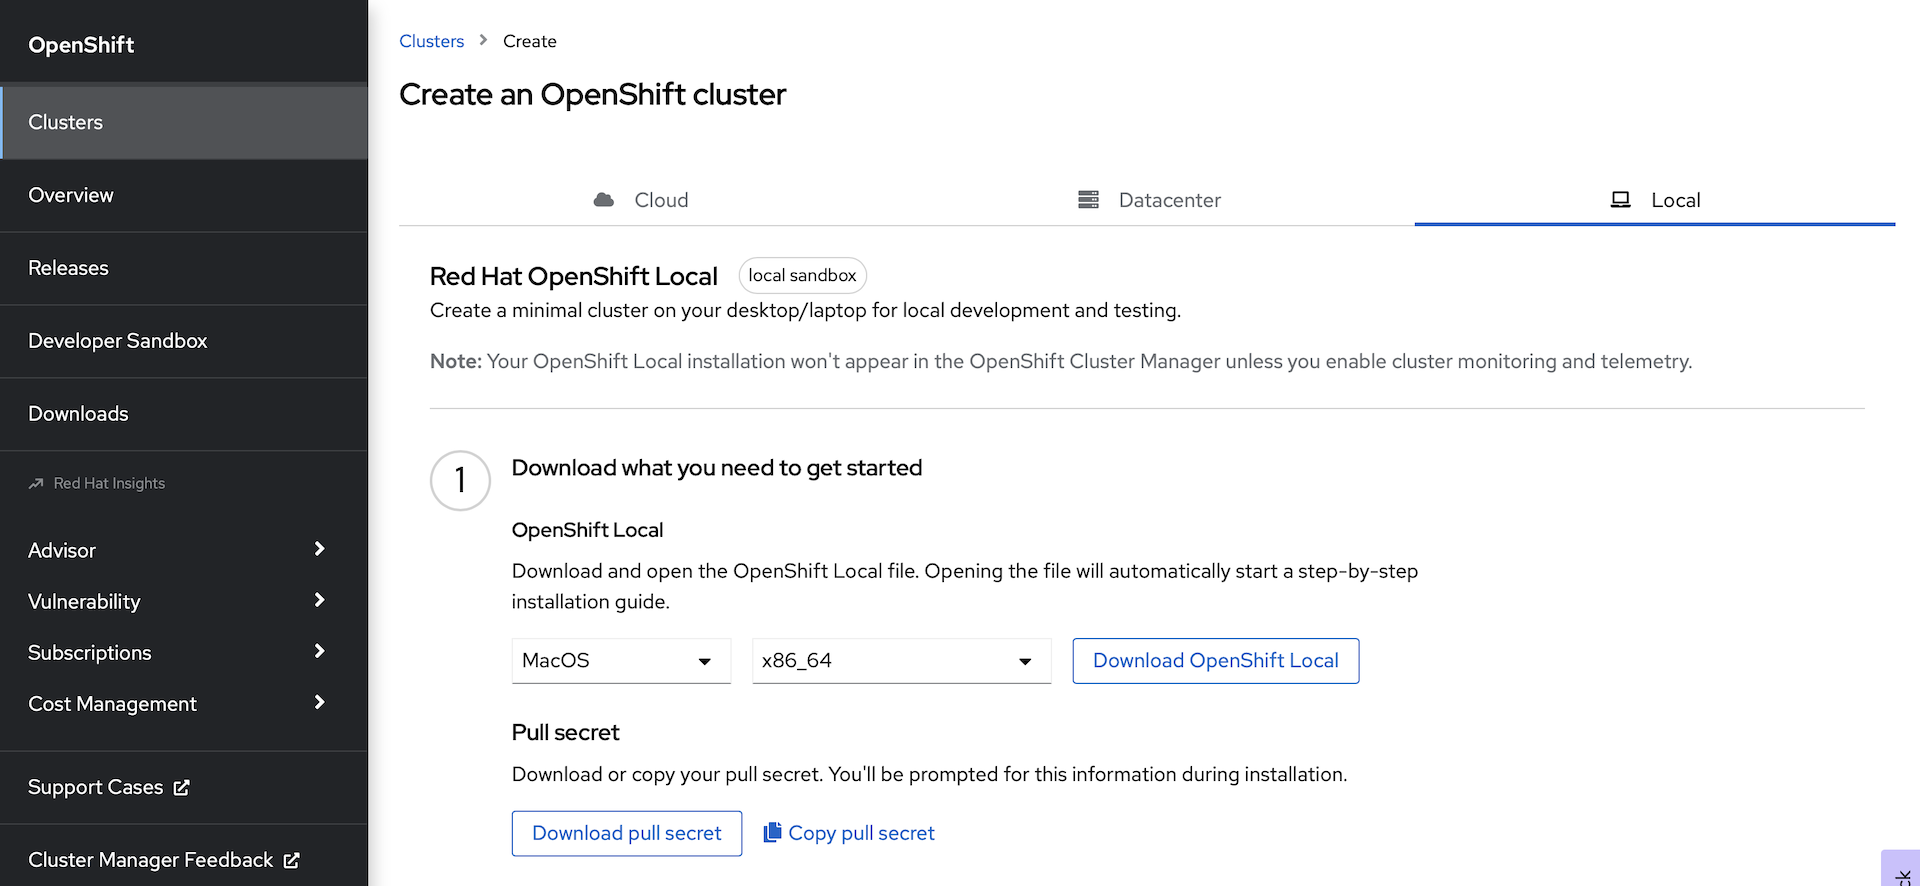 OpenShift
Clusters
Overview
Releases
Developer Sandbox
Downloads
Red Hat Insights
Advisor
Vulnerability
Subscriptions
Cost Management
Support Cases
Cluster Manager Feedback
Clusters > Create
Create an OpenShift cluster
Cloud
Datacenter
Local
Red Hat OpenShift Local local sandbox
Create a minimal cluster on your desktop/laptop for local development and testing.
Note: Your OpenShift Local installation won't appear in the OpenShift Cluster Manager unless you enable cluster monitoring and telemetry.
1 Download what you need to get started
OpenShift Local
Download and open the OpenShift Local file. Opening the file will automatically start a step-by-step
installation guide.
MacOS x86_64 Download OpenShift Local
Pull secret
Download or copy your pull secret. You'll be prompted for this information during installation.
Download pull secret Copy pull secret